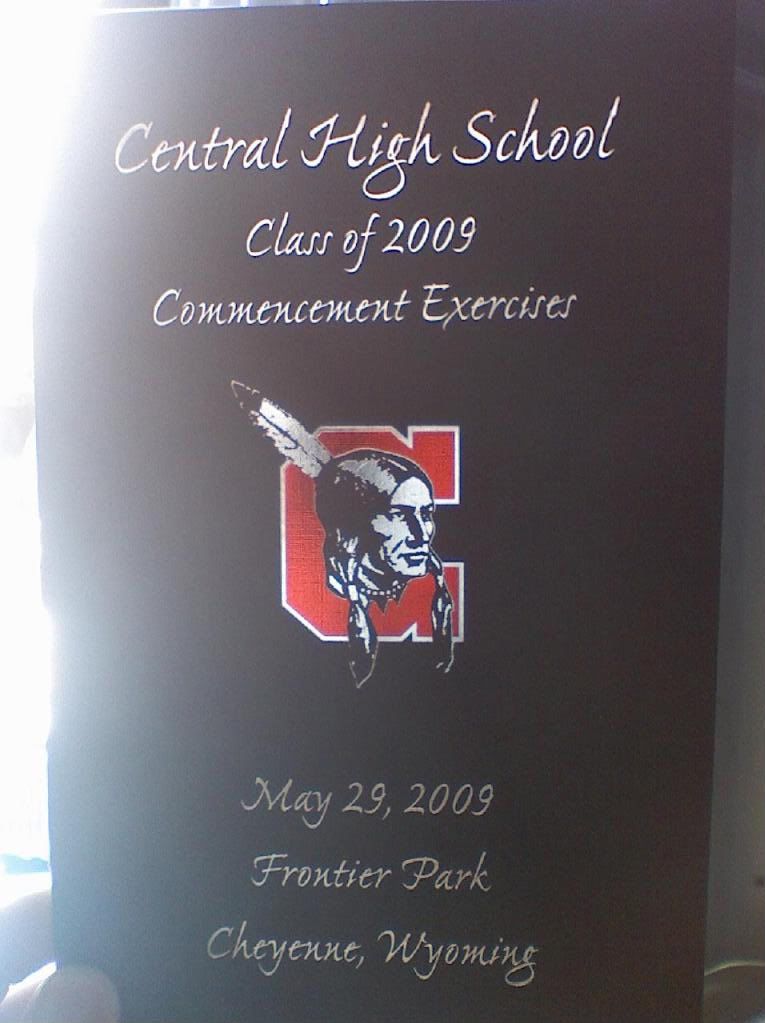 Central High School
Class of 2009
Commencement Exercises
C
May 29, 2009
Frontier Park
Cheyenne, Wyoming